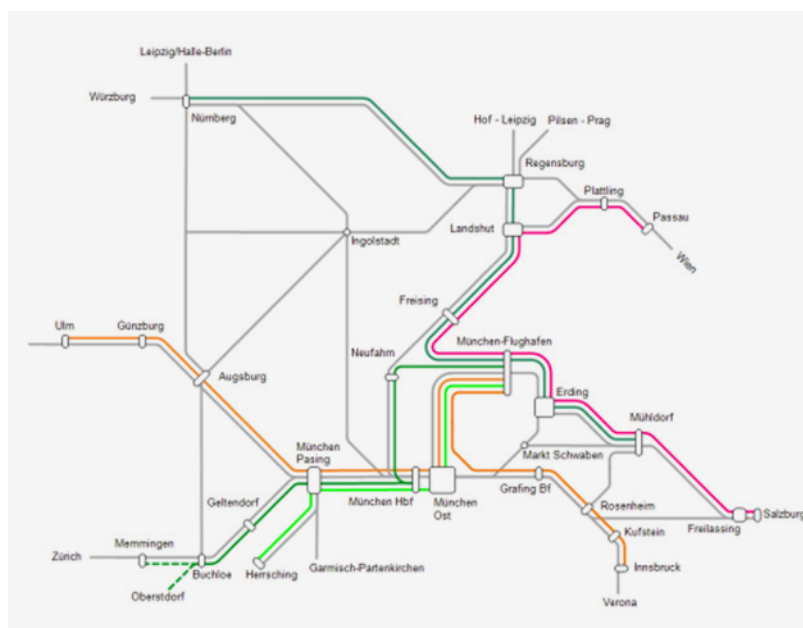 Leipzig/Halle-Berlin
Würzburg
Nürnberg
Hof - Leipzig
Pilsen - Prag
Regensburg
Plattling
Passau
Landshut
Wien
Ingolstadt
Freising
Ulm
Günzburg
München-Flughafen
Neufahrn
Augsburg
Erding
Mühldorf
München
Pasing
Markt Schwaben
Geltendorf
München Hbf
München
Ost
Grafing Bf
Rosenheim
Freilassing
Salzburg
Kufstein
Memmingen
Zürich
Buchloe
Herrsching
Garmisch-Partenkirchen
Innsbruck
Oberstdorf
Verona